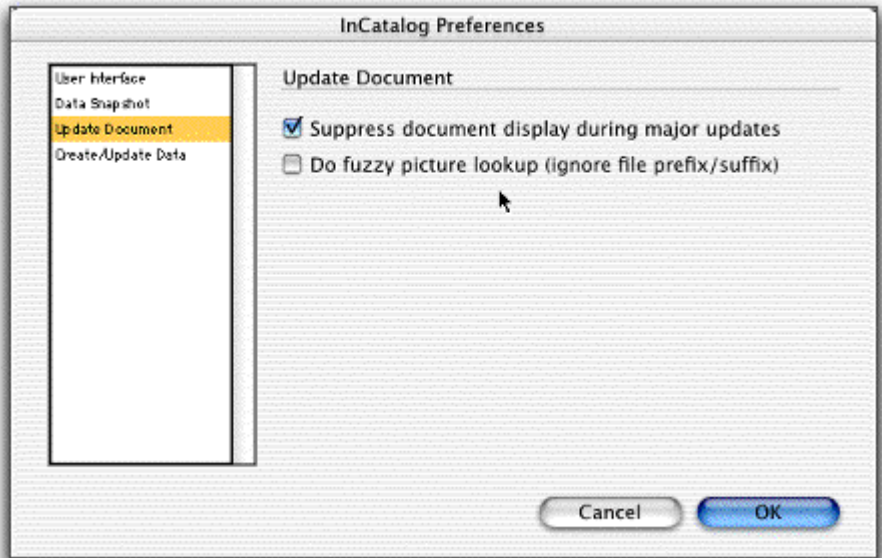 InCatalog Preferences
User Interface
Data Snapshot
Update Document
Create/Update Data
Update Document
Suppress document display during major updates
Do fuzzy picture lookup (ignore file prefix/suffix)
Cancel
OK